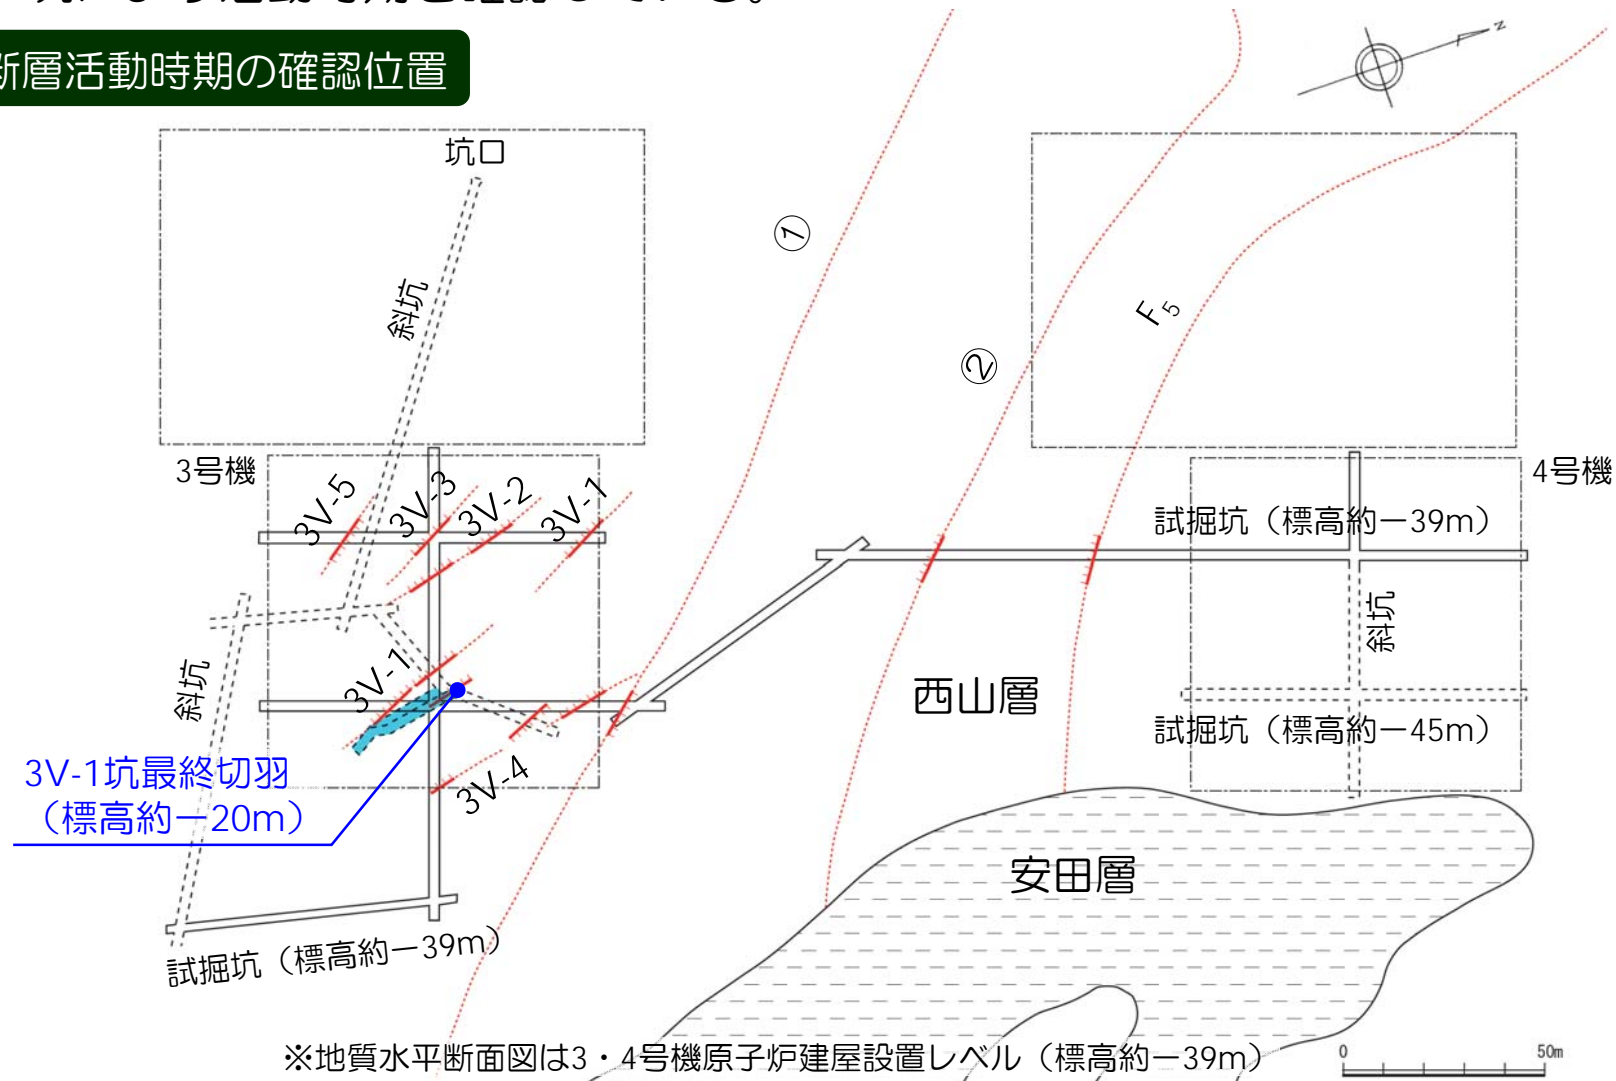 断層活動時期の確認位置
N
坑口
①
斜坑
F5
②
3号機
4号機
3V-5
3V-3
3V-2
3V-1
試掘坑（標高約－39m）
斜坑
3V-1
斜坑
西山層
試掘坑（標高約－45m）
3V-1坑最終切羽
（標高約－20m）
3V-4
安田層
試掘坑（標高約－39m）
※地質水平断面図は3・4号機原子炉建屋設置レベル（標高約－39m）
0 50m